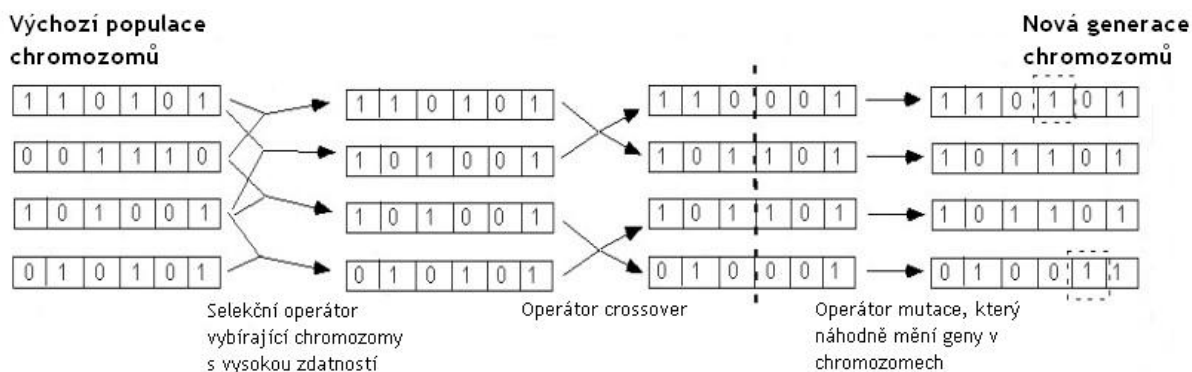 Výchozí populace
chromozomů
Nová generace
chromozomů
1 1 0 1 0 1
1 1 0 1 0 1
1 1 0 0 0 1
1 1 0 1 0 1
0 0 1 1 1 0
1 0 1 0 0 1
1 0 1 1 0 1
1 0 1 1 0 1
1 0 1 0 0 1
1 0 1 0 0 1
1 0 1 1 0 1
1 0 1 1 0 1
0 1 0 1 0 1
0 1 0 1 0 1
0 1 0 0 0 1
0 1 0 0 1 1
Selekční operátor
vybírající chromozomy
s vysokou zdatností
Operátor crossover
Operátor mutace, který
náhodně mění geny v
chromozomech